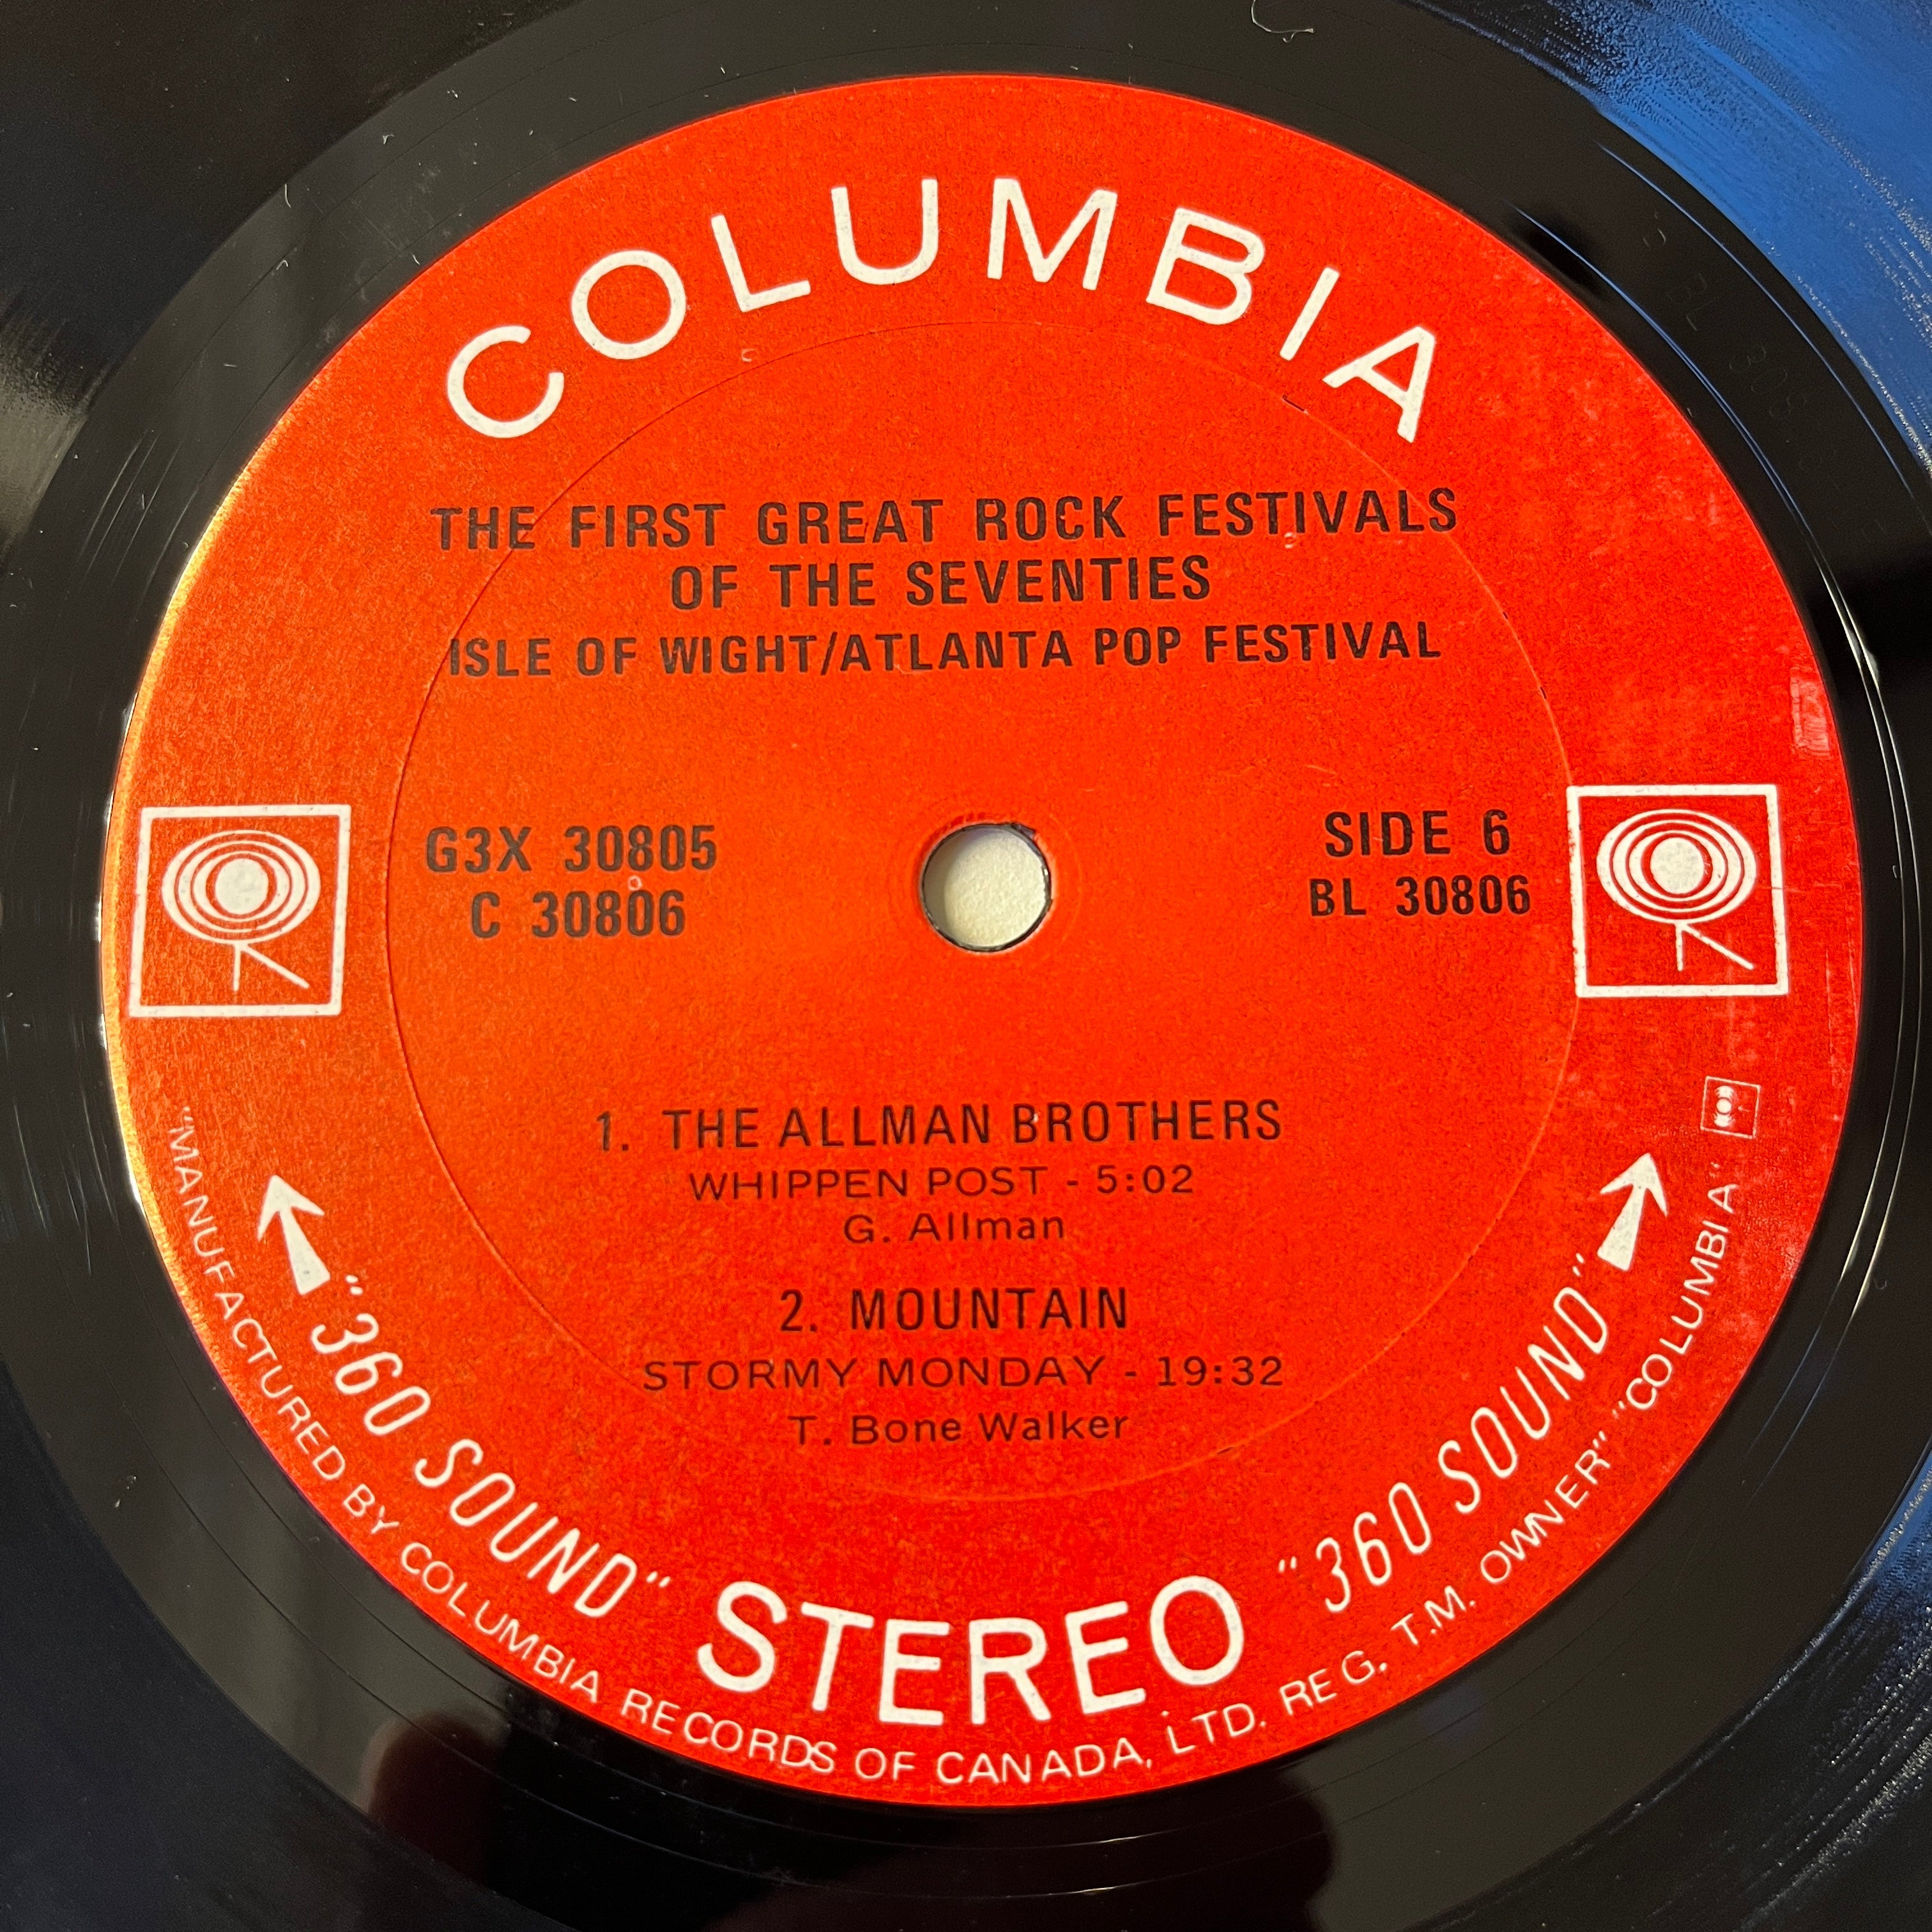 COLUMBIA
THE FIRST GREAT ROCK FESTIVALS
OF THE SEVENTIES
ISLE OF WIGHT/ATLANTA POP FESTIVAL
G3X 30805
C 30806
SIDE 6
BL 30806
1. THE ALLMAN BROTHERS
WHIPPEN POST - 5:02
G. Allman
2. MOUNTAIN
STORMY MONDAY - 19:32
T. Bone Walker
"360 SOUND" STEREO "360 SOUND"
"MANUFACTURED BY COLUMBIA RECORDS OF CANADA, LTD. REG. T.M. OWNER" "COLUMBIA"